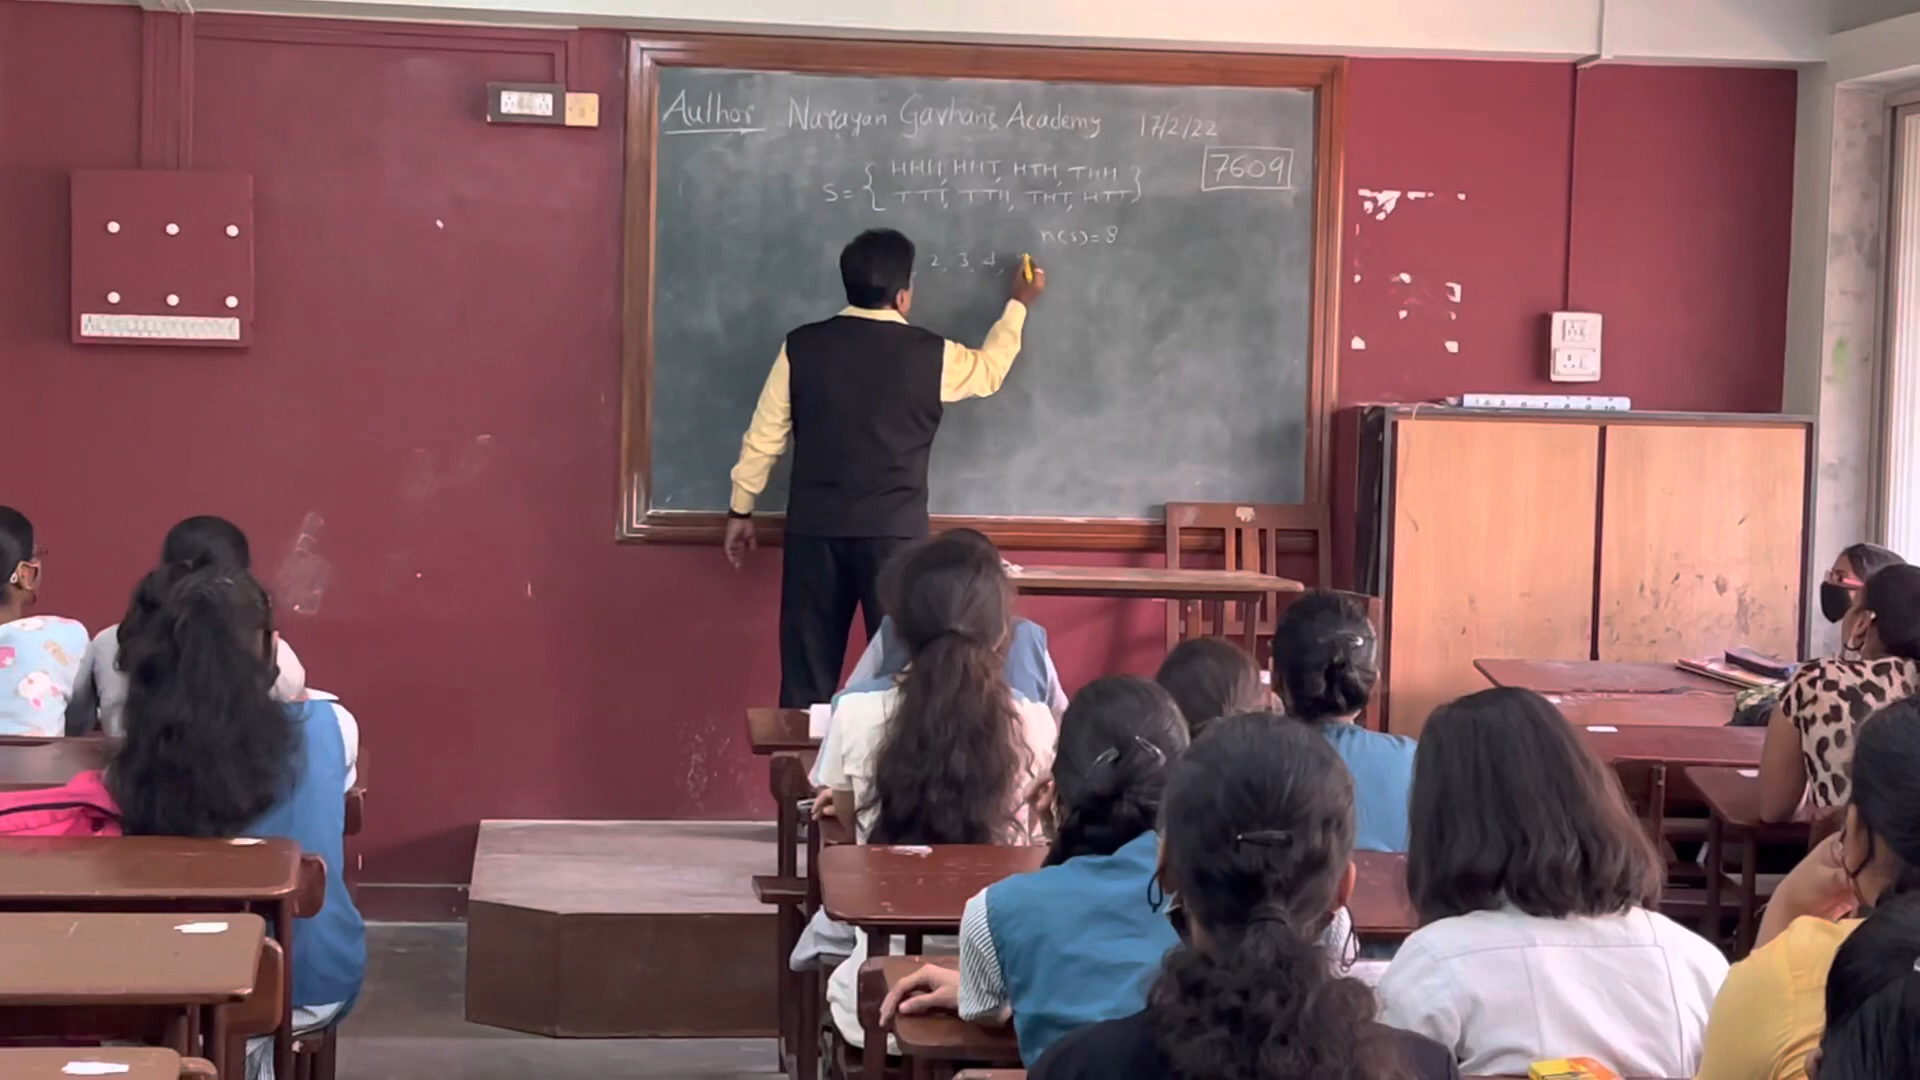 Author Narayan Gavhane Academy 17/2/22
7609
S = { HHH, HHT, HTH, THH
TTT, TTH, THT, HTT }
n(s) = 8
2, 3, 4,